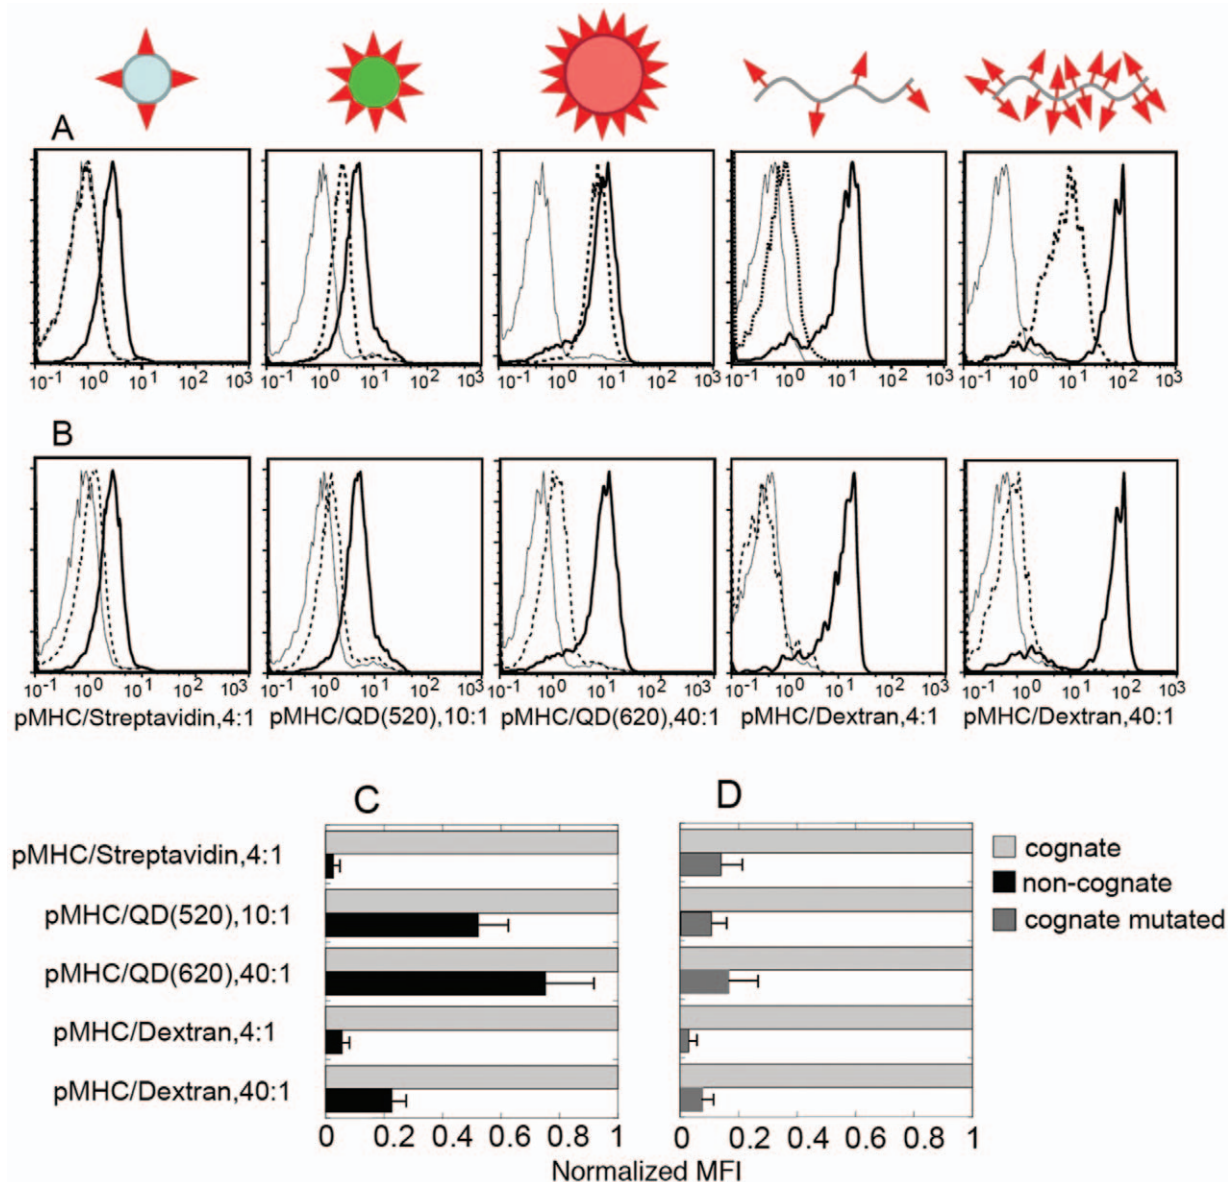 A
10-1 100 101 102 103 10-1 100 101 102 103 10-1 100 101 102 103 10-1 100 101 102 103 10-1 100 101 102 103
B
10-1 100 101 102 103 10-1 100 101 102 103 10-1 100 101 102 103 10-1 100 101 102 103 10-1 100 101 102 103
pMHC/Streptavidin,4:1 pMHC/QD(520),10:1 pMHC/QD(620),40:1 pMHC/Dextran,4:1 pMHC/Dextran,40:1
C D
pMHC/Streptavidin,4:1 cognate
pMHC/QD(520),10:1 non-cognate
pMHC/QD(620),40:1 cognate mutated
pMHC/Dextran,4:1
pMHC/Dextran,40:1
0 0.2 0.4 0.6 0.8 1 0 0.2 0.4 0.6 0.8 1
Normalized MFI